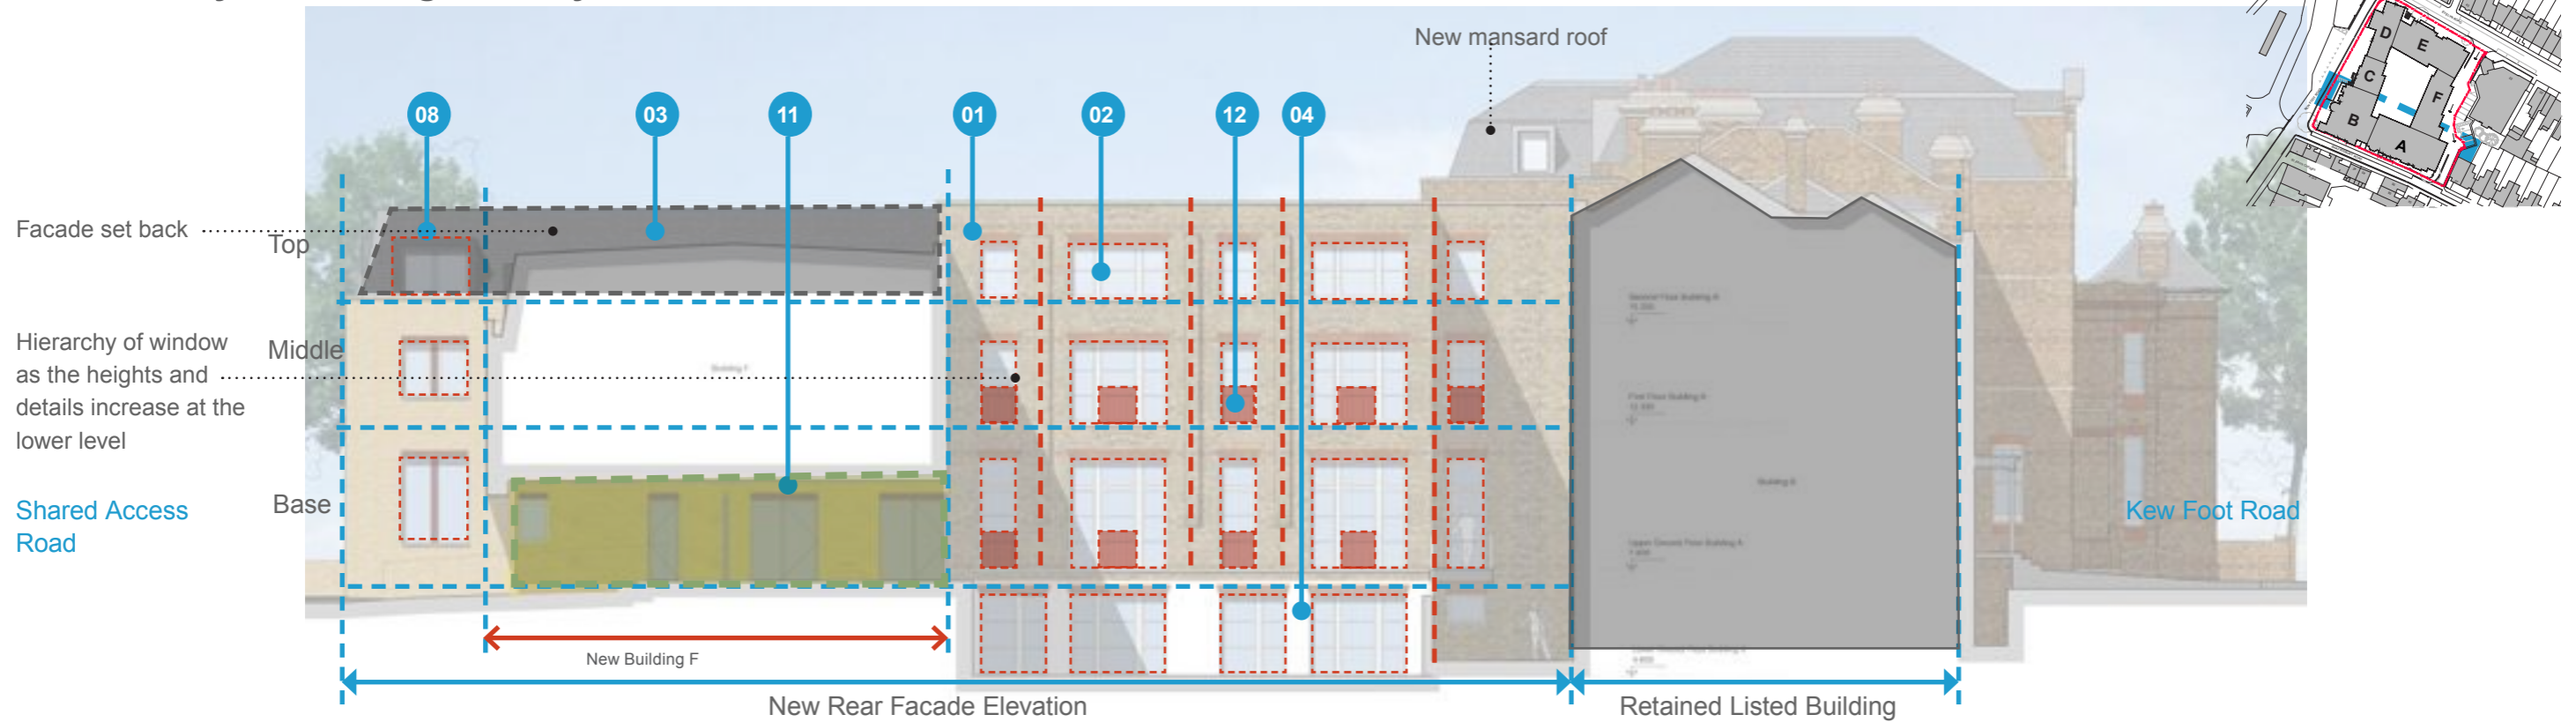 New mansard roof
D
E
C
F
B
A
08
03
11
01
02
12
04
Facade set back
Top
Hierarchy of window
as the heights and
details increase at the
lower level
Middle
Building F
Shared Access
Road
Base
Kew Foot Road
New Building F
New Rear Facade Elevation
Retained Listed Building